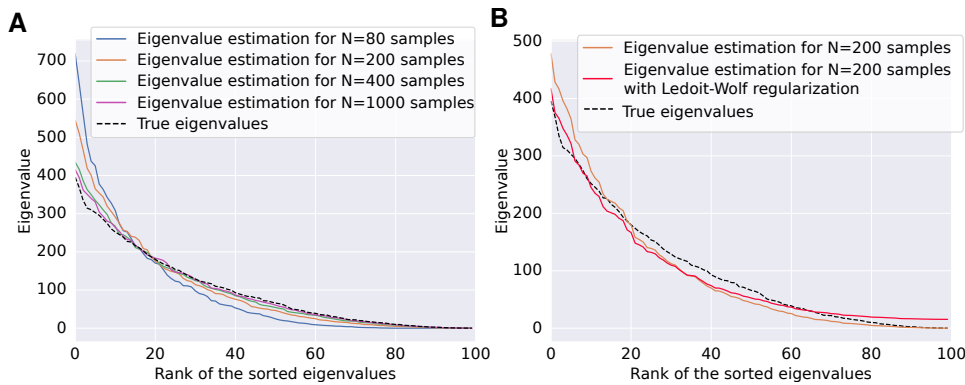 A
Eigenvalue estimation for N=80 samples
Eigenvalue estimation for N=200 samples
Eigenvalue estimation for N=400 samples
Eigenvalue estimation for N=1000 samples
True eigenvalues
Eigenvalue
700
600
500
400
300
200
100
0
0 20 40 60 80 100
Rank of the sorted eigenvalues
B
Eigenvalue estimation for N=200 samples
Eigenvalue estimation for N=200 samples
with Ledoit-Wolf regularization
True eigenvalues
Eigenvalue
500
400
300
200
100
0
0 20 40 60 80 100
Rank of the sorted eigenvalues